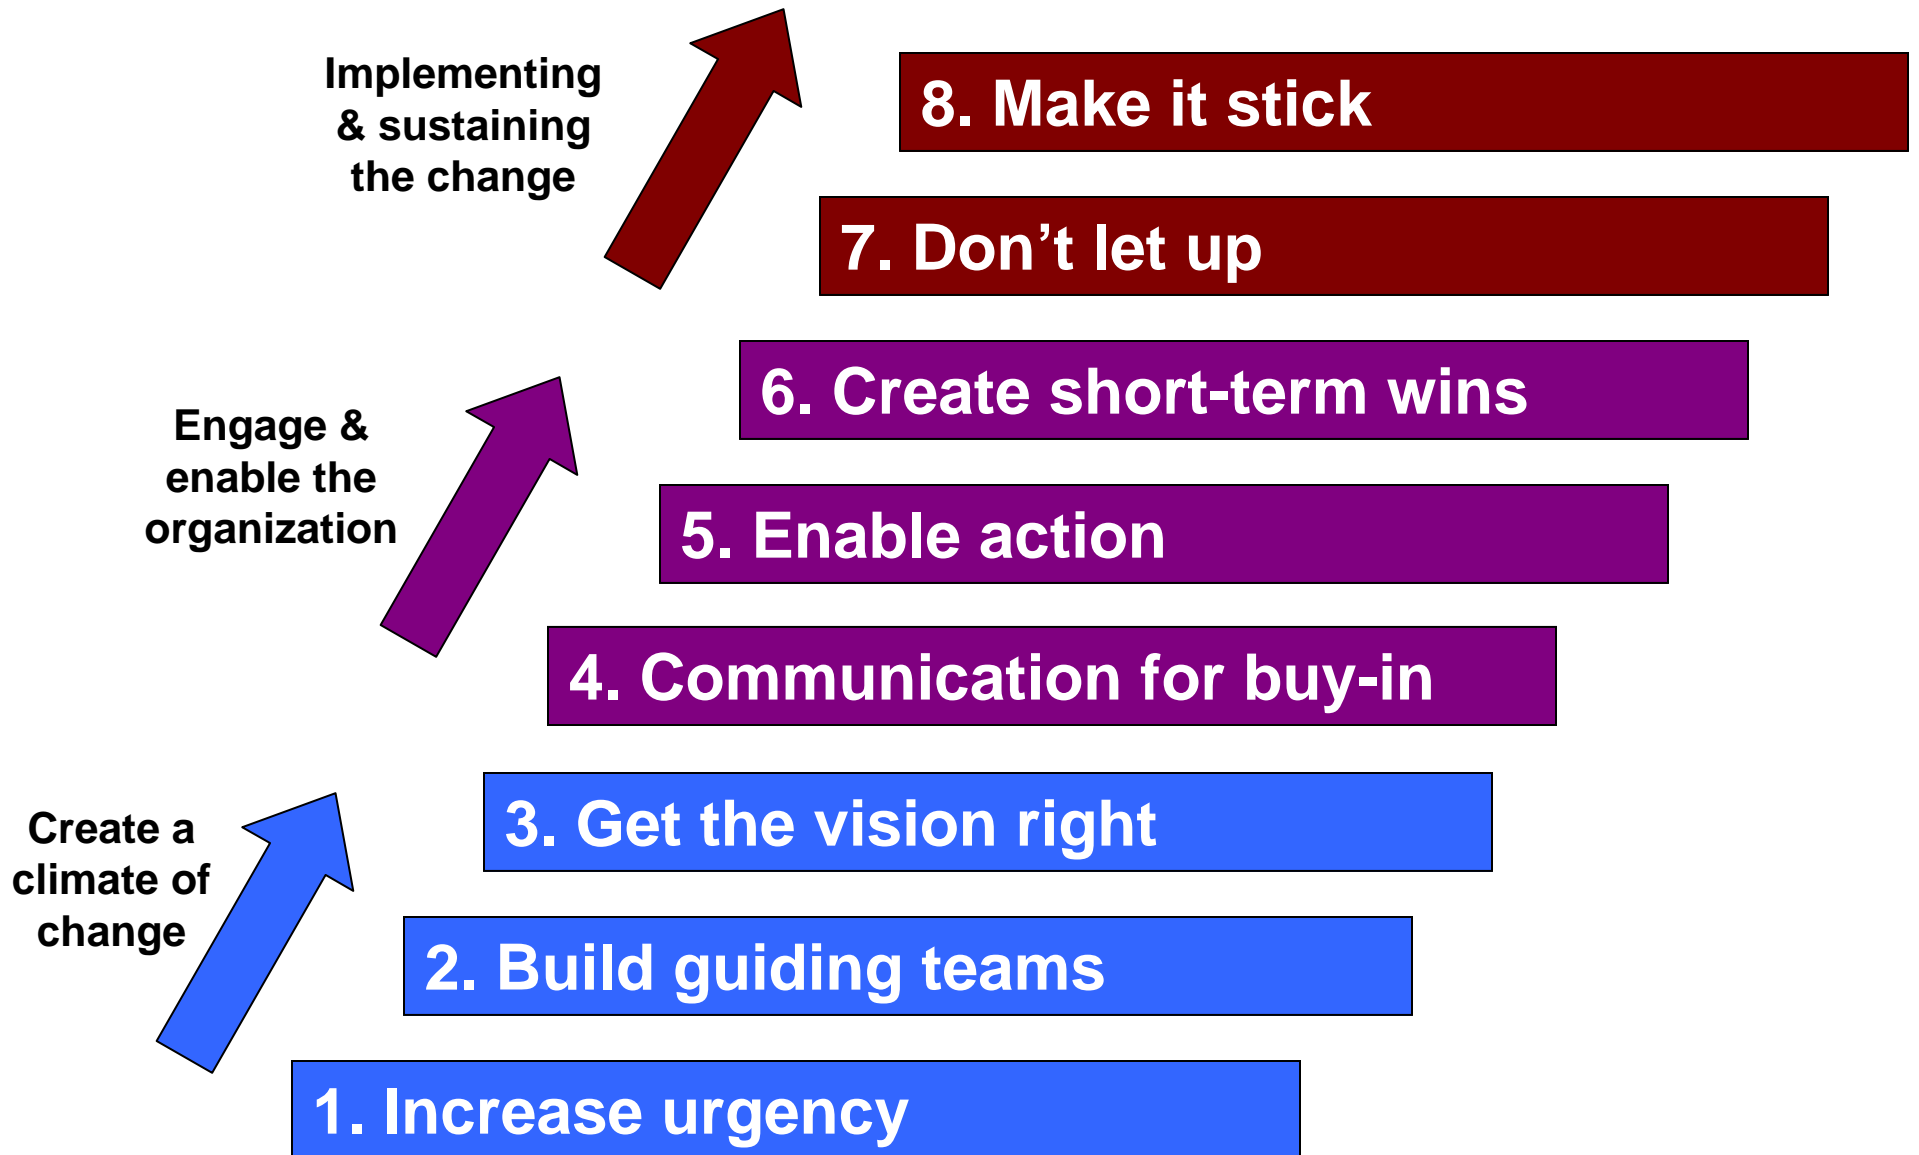 Implementing
& sustaining
the change
8. Make it stick
7. Don’t let up
6. Create short-term wins
Engage &
enable the
organization
5. Enable action
4. Communication for buy-in
3. Get the vision right
Create a
climate of
change
2. Build guiding teams
1. Increase urgency